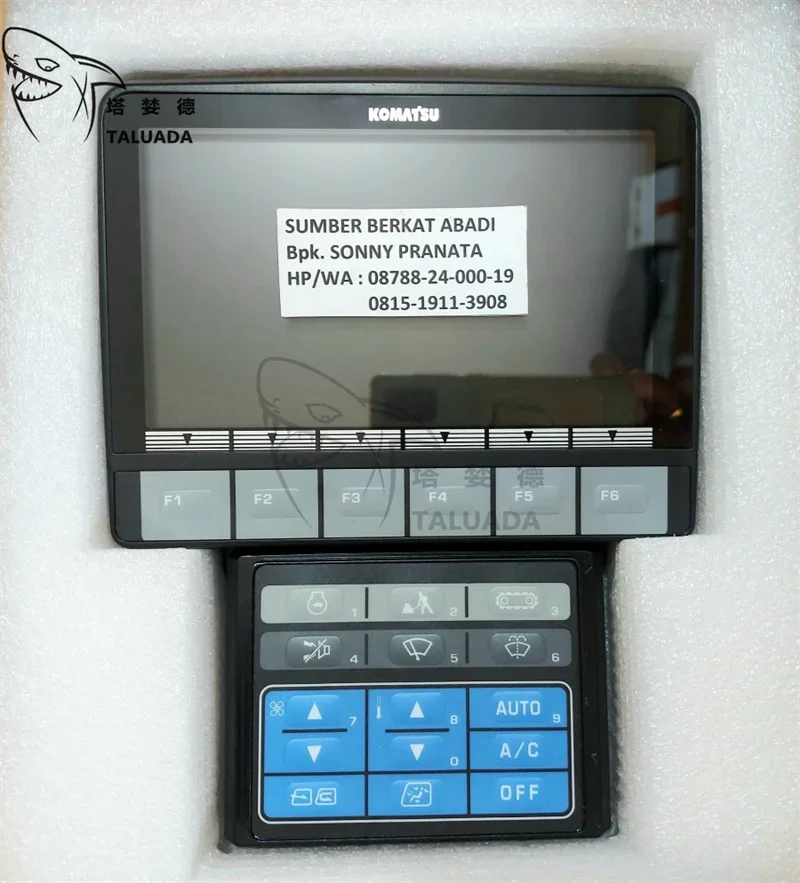 塔婪德
TALUADA
KOMATSU
SUMBER BERKAT ABADI
Bpk. SONNY PRANATA
HP/WA : 08788-24-000-19
0815-1911-3908
塔婪德
TALUADA
F1 F2 F3 F4 F5 F6
1 2 3
4 5 6
7 8 AUTO 9
0 A/C
OFF